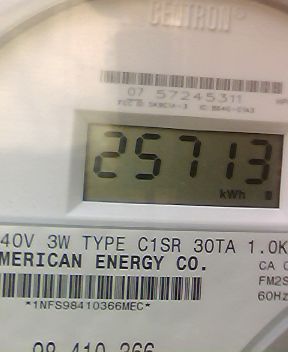 CENTRON®
07 57245311
25713
kWh
40V 3W TYPE C1SR 30TA 1.0K
MERICAN ENERGY CO.
CA 0
FM2S
*1NFS98410366MEC*
60Hz
98 410 366